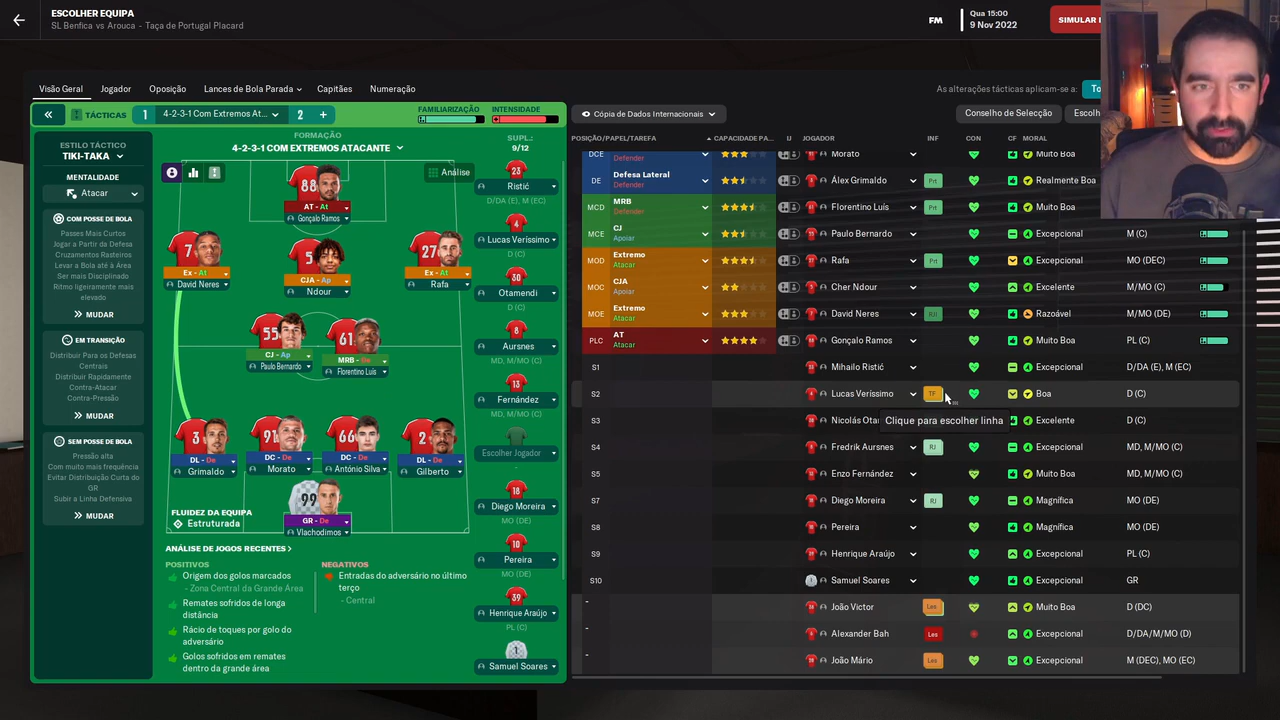 ESCOLHER EQUIPA
SL Benfica vs Arouca - Taça de Portugal Placard
FM
Qua 15:00
9 Nov 2022
SIMULAR
Visão Geral
Jogador
Oposição
Lances de Bola Parada
Capitães
Numeração
As alterações tácticas aplicam-se a:
TÁCTICAS
1
4-2-3-1 Com Extremos At...
2
FAMILIARIZAÇÃO
INTENSIDADE
Cópia de Dados Internacionais
Conselho de Selecção
ESTILO TÁCTICO
TIKI-TAKA
MENTALIDADE
Atacar
COM POSSE DE BOLA
Passes Mais Curtos
Jogar a Partir da Defesa
Cruzamentos Rasteiros
Levar a Bola até à Área
Ser mais Disciplinado
Ritmo ligeiramente mais
elevado
MUDAR
EM TRANSIÇÃO
Distribuir Para os Defesas
Centrais
Distribuir Rapidamente
Contra-Atacar
Contra-Pressão
MUDAR
SEM POSSE DE BOLA
Pressão alta
Com muito mais frequência
Evitar Distribuição Curta do
GR
Subir a Linha Defensiva
MUDAR
FORMAÇÃO
4-2-3-1 COM EXTREMOS ATACANTE
Análise
88
AT - At
Gonçalo Ramos
7
Ex - At
David Neres
5
CJA - Ap
Ndour
27
Ex - At
Rafa
55
CJ - Ap
Paulo Bernardo
61
MRB - De
Florentino Luís
3
DL - De
Grimaldo
91
DC - De
Morato
66
DC - De
António Silva
2
DL - De
Gilberto
99
GR - De
Vlachodimos
FLUIDEZ DA EQUIPA
Estruturada
ANÁLISE DE JOGOS RECENTES
POSITIVOS
Origem dos golos marcados
- Zona Central da Grande Área
Remates sofridos de longa
distância
Rácio de toques por golo do
adversário
Golos sofridos em remates
dentro da grande área
NEGATIVOS
Entradas do adversário no último
terço
- Central
SUPL.:
9/12
23
Ristić
D/DA (E), M (EC)
4
Lucas Veríssimo
D (C)
30
Otamendi
D (C)
8
Aursnes
MD, M/MO (C)
13
Fernández
MD, M/MO (C)
Escolher Jogador
-
18
Diego Moreira
MO (DE)
10
Pereira
MO (DE)
39
Henrique Araújo
PL (C)
1
Samuel Soares
POSIÇÃO/PAPEL/TAREFA
CAPACIDADE PA...
JOGADOR
INF
CON
CF
MORAL
DCE Defender Morato Muito Boa
DE Defesa Lateral Defender Álex Grimaldo Prt Realmente Boa
MCD MRB Defender Florentino Luís Prt Muito Boa
MCE CJ Apoiar Paulo Bernardo Excepcional M (C)
MOD Extremo Atacar Rafa Prt Excepcional MO (DEC)
MOC CJA Apoiar Cher Ndour Excelente M/MO (C)
MOE Extremo Atacar David Neres Razoável M/MO (DE)
PLC AT Atacar Gonçalo Ramos Muito Boa PL (C)
S1 Mihailo Ristić Excepcional D/DA (E), M (EC)
S2 Lucas Veríssimo TF Boa D (C)
Clique para escolher linha
S3 Nicolás Ota Excelente D (C)
S4 Fredrik Aursnes RJ Excepcional MD, M/MO (C)
S5 Enzo Fernández Muito Boa MD, M/MO (C)
S7 Diego Moreira RJ Magnífica MO (DE)
S8 Pereira Magnífica MO (DE)
S9 Henrique Araújo Excepcional PL (C)
S10 Samuel Soares Excepcional GR
- João Victor Les Muito Boa D (DC)
- Alexander Bah Les Excepcional D/DA/M/MO (D)
- João Mário Les Excepcional M (DEC), MO (EC)